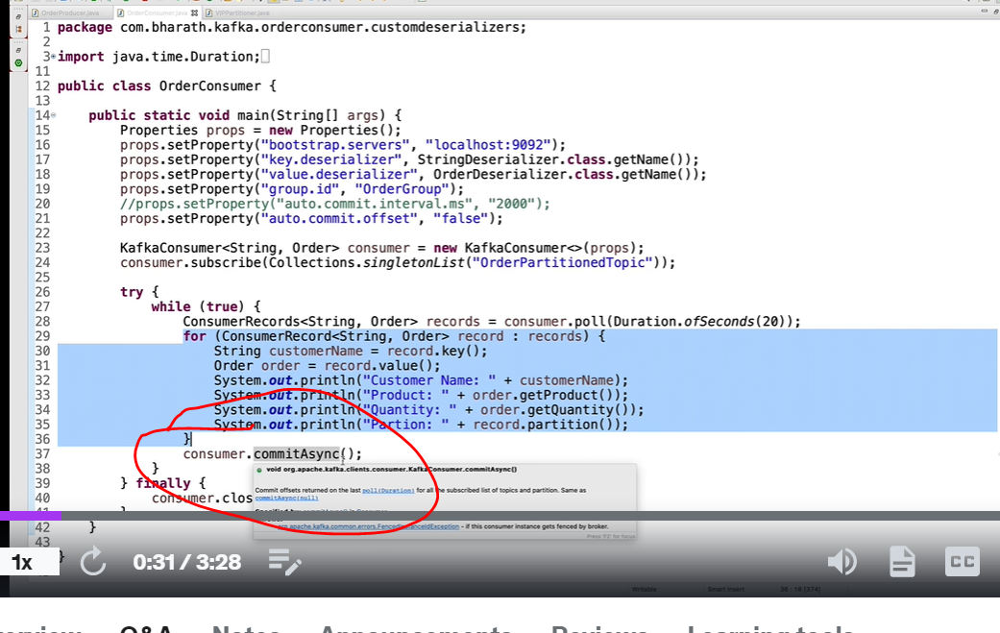 OrderProducer.java OrderConsumer.java VIPPartitioner.java
1 package com.bharath.kafka.orderconsumer.customdeserializers;
2
3 import java.time.Duration;
11
12 public class OrderConsumer {
13
14 public static void main(String[] args) {
15 Properties props = new Properties();
16 props.setProperty("bootstrap.servers", "localhost:9092");
17 props.setProperty("key.deserializer", StringDeserializer.class.getName());
18 props.setProperty("value.deserializer", OrderDeserializer.class.getName());
19 props.setProperty("group.id", "OrderGroup");
20 //props.setProperty("auto.commit.interval.ms", "2000");
21 props.setProperty("auto.commit.offset", "false");
22
23 KafkaConsumer<String, Order> consumer = new KafkaConsumer<>(props);
24 consumer.subscribe(Collections.singletonList("OrderPartitionedTopic"));
25
26 try {
27 while (true) {
28 ConsumerRecords<String, Order> records = consumer.poll(Duration.ofSeconds(20));
29 for (ConsumerRecord<String, Order> record : records) {
30 String customerName = record.key();
31 Order order = record.value();
32 System.out.println("Customer Name: " + customerName);
33 System.out.println("Product: " + order.getProduct());
34 System.out.println("Quantity: " + order.getQuantity());
35 System.out.println("Partion: " + record.partition());
36 }
37 consumer.commitAsync();
38 }
void org.apache.kafka.clients.consumer.KafkaConsumer.commitAsync()
39 } finally {
Commit offsets returned on the last poll(Duration) for all the subscribed list of topics and partition. Same as
40 consumer.clos
commitAsync(null)
41 }
42 }
org.apache.kafka.common.errors.FencedInstanceIdException - if this consumer instance gets fenced by broker.
Press 'F2' for focus
43
}
1x 0:31 / 3:28 CC
Writable Smart Insert 36 : 18 [374]
Q&A Notes Announcements Reviews Learning tools